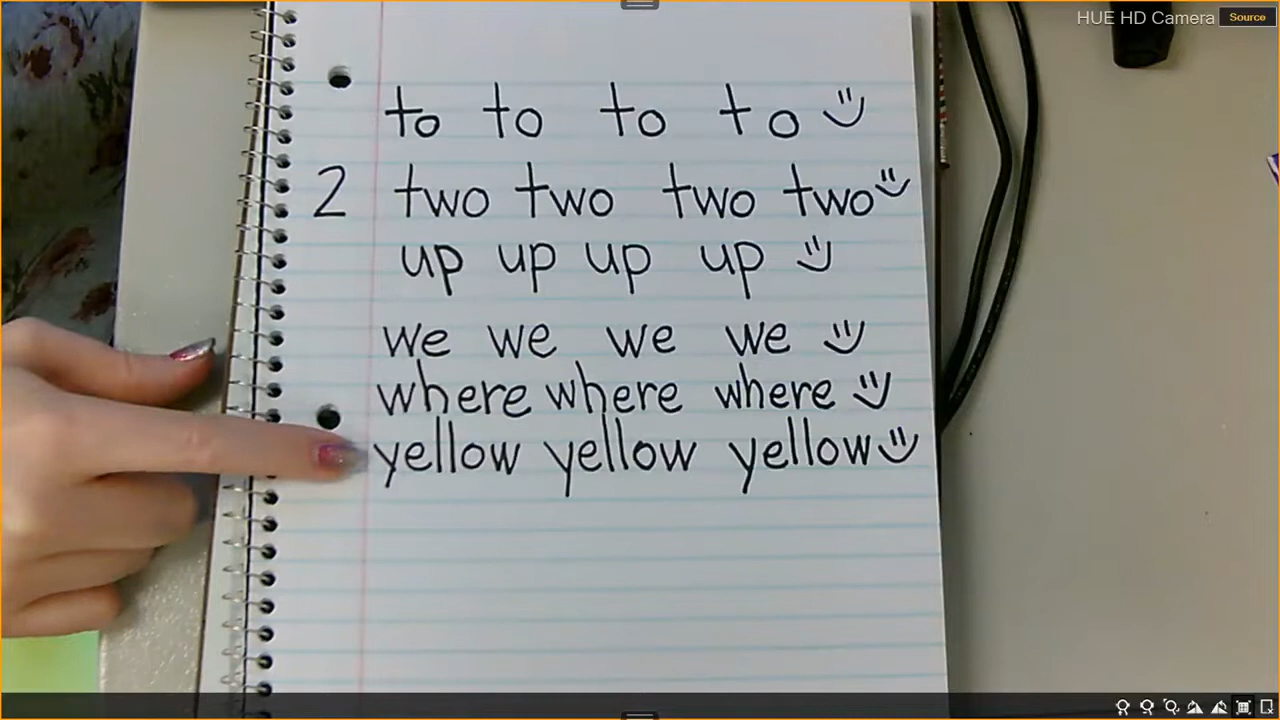 HUE HD Camera Source
to to to to
2 two two two two
up up up up
we we we we
where where where
yellow yellow yellow